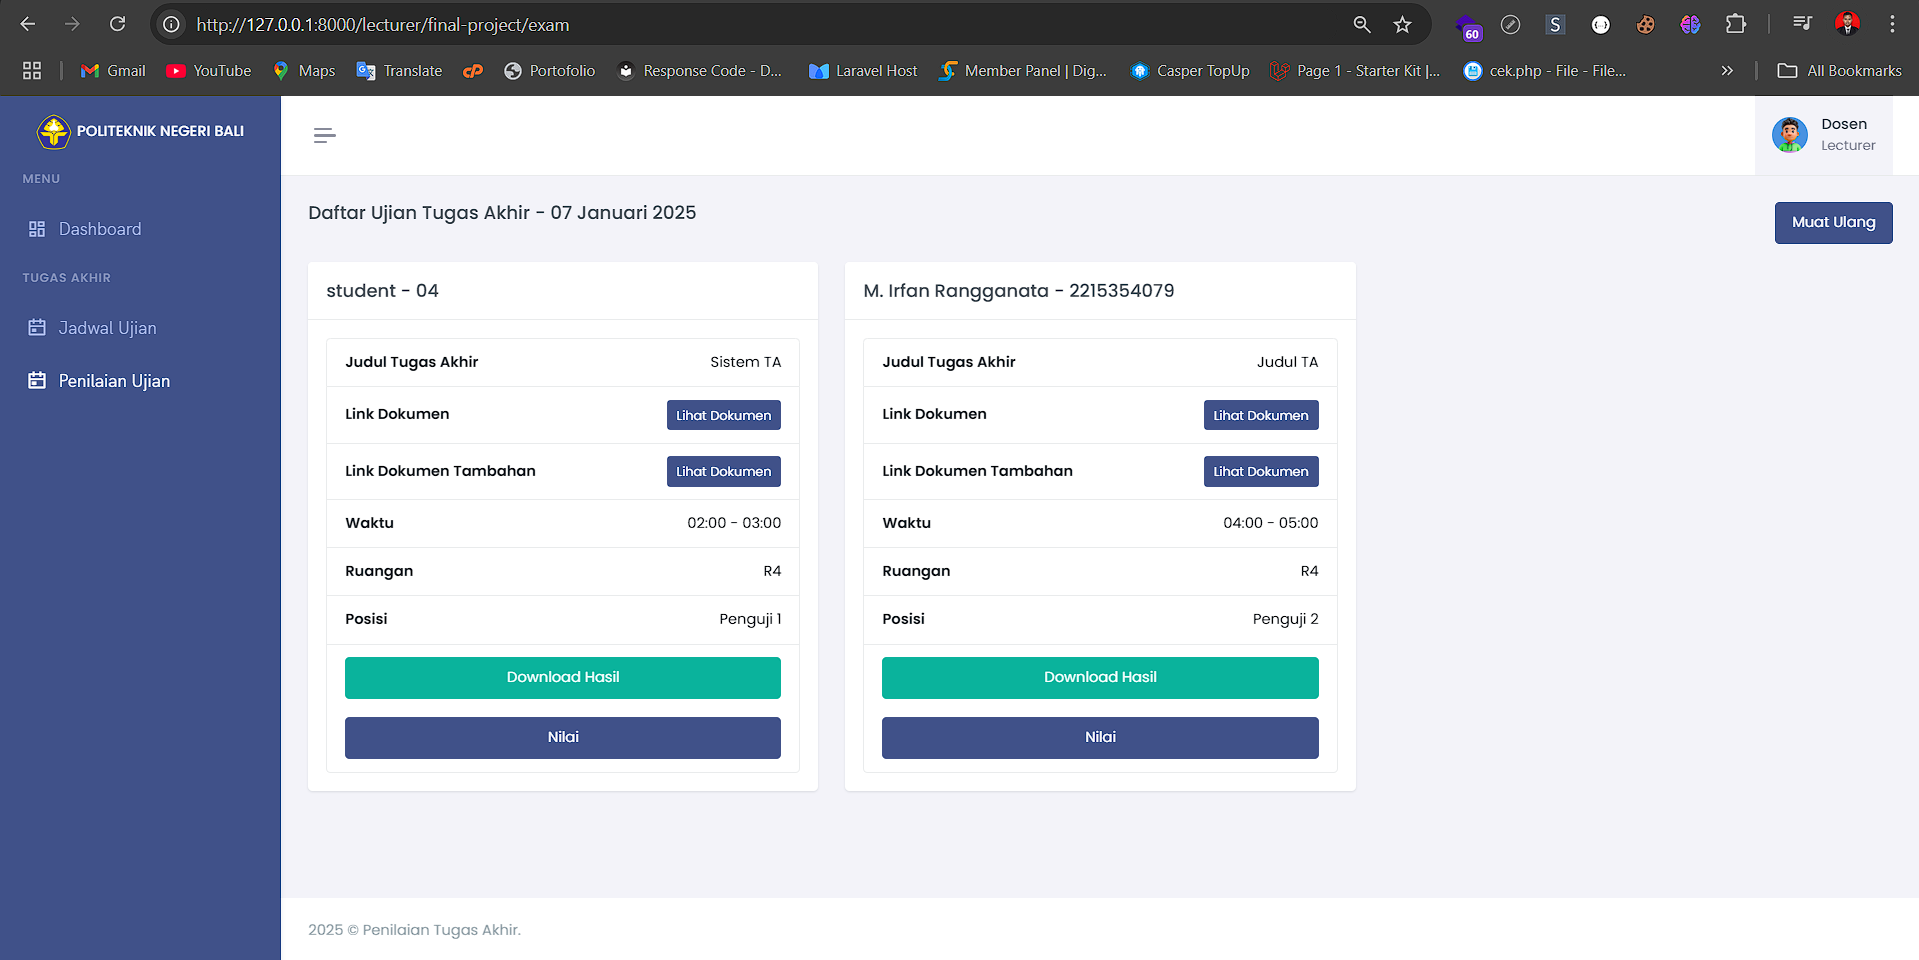 http://127.0.0.1:8000/lecturer/final-project/exam
60
S
Gmail
YouTube
Maps
Translate
cP
Portofolio
Response Code - D...
Laravel Host
Member Panel | Dig...
Casper TopUp
Page 1 - Starter Kit |...
cek.php - File - File...
All Bookmarks
POLITEKNIK NEGERI BALI
MENU
Dashboard
TUGAS AKHIR
Jadwal Ujian
Penilaian Ujian
Dosen
Lecturer
Daftar Ujian Tugas Akhir - 07 Januari 2025
Muat Ulang
student - 04
Judul Tugas Akhir Sistem TA
Link Dokumen Lihat Dokumen
Link Dokumen Tambahan Lihat Dokumen
Waktu 02:00 - 03:00
Ruangan R4
Posisi Penguji 1
Download Hasil
Nilai
M. Irfan Rangganata - 2215354079
Judul Tugas Akhir Judul TA
Link Dokumen Lihat Dokumen
Link Dokumen Tambahan Lihat Dokumen
Waktu 04:00 - 05:00
Ruangan R4
Posisi Penguji 2
Download Hasil
Nilai
2025 © Penilaian Tugas Akhir.